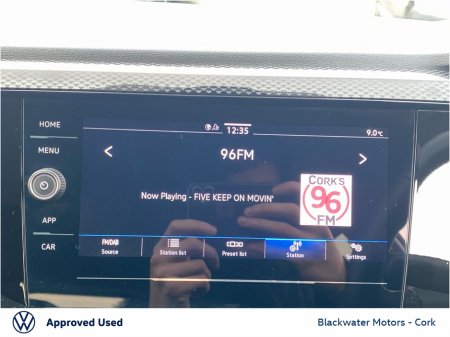 HOME
12:35
9.0°C
MENU
96FM
CORK'S
96
FM
Now Playing - FIVE KEEP ON MOVIN'
APP
CAR
FM/DAB
Source
Station list
Preset list
Station
Settings
Approved Used
Blackwater Motors - Cork